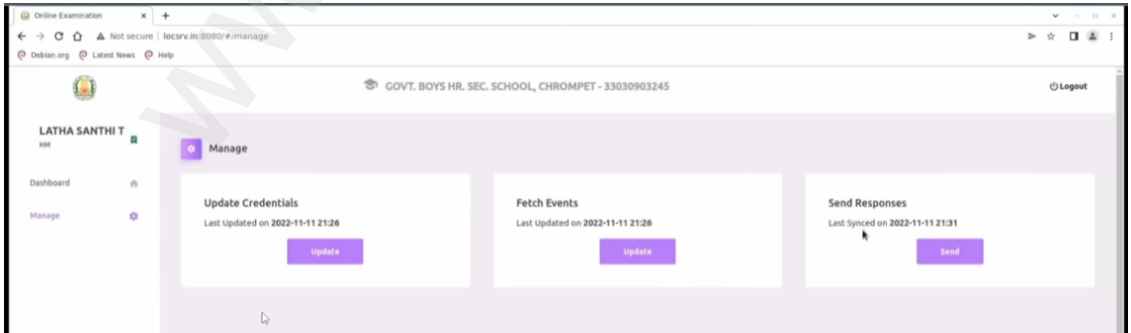 Online Examination
Not secure | locsrv.in:8080/#/manage
Debian.org Latest News Help
GOVT. BOYS HR. SEC. SCHOOL, CHROMPET - 33030903245
Logout
LATHA SANTHI T
HM
Dashboard
Manage
Manage
Update Credentials
Last Updated on 2022-11-11 21:26
Update
Fetch Events
Last Updated on 2022-11-11 21:26
Update
Send Responses
Last Synced on 2022-11-11 21:31
Send